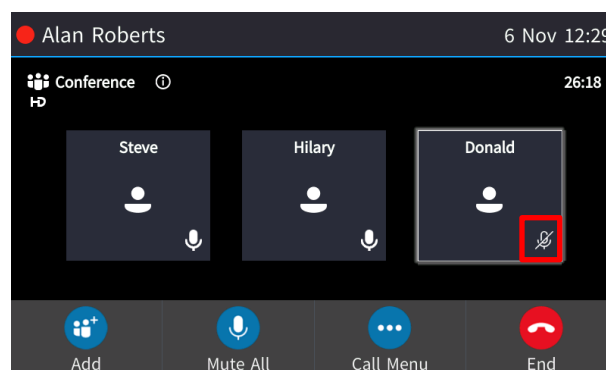 Alan Roberts 6 Nov 12:29
Conference 26:18
HD
Steve Hilary Donald
Add Mute All Call Menu End